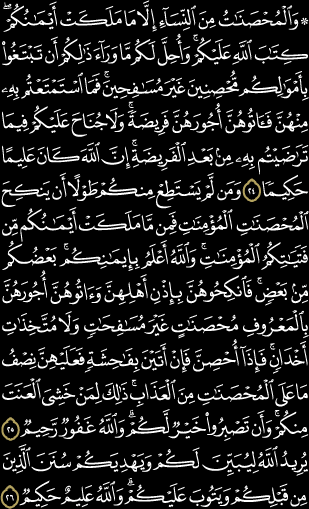 ۞ وَٱلْمُحْصَنَٰتُ مِنَ ٱلنِّسَآءِ إِلَّا مَا مَلَكَتْ أَيْمَٰنُكُمْ ۖ
كِتَٰبَ ٱللَّهِ عَلَيْكُمْ ۚ وَأُحِلَّ لَكُم مَّا وَرَآءَ ذَٰلِكُمْ أَن تَبْتَغُوا۟
بِأَمْوَٰلِكُم مُّحْصِنِينَ غَيْرَ مُسَٰفِحِينَ ۚ فَمَا ٱسْتَمْتَعْتُم بِهِۦ
مِنْهُنَّ فَـَٔاتُوهُنَّ أُجُورَهُنَّ فَرِيضَةً ۚ وَلَا جُنَاحَ عَلَيْكُمْ فِيمَا
تَرَٰضَيْتُم بِهِۦ مِنۢ بَعْدِ ٱلْفَرِيضَةِ ۚ إِنَّ ٱللَّهَ كَانَ عَلِيمًا
حَكِيمًا ۝٢٤ وَمَن لَّمْ يَسْتَطِعْ مِنكُمْ طَوْلًا أَن يَنكِحَ
ٱلْمُحْصَنَٰتِ ٱلْمُؤْمِنَٰتِ فَمِن مَّا مَلَكَتْ أَيْمَٰنُكُم مِّن
فَتَيَٰتِكُمُ ٱلْمُؤْمِنَٰتِ ۚ وَٱللَّهُ أَعْلَمُ بِإِيمَٰنِكُم ۚ بَعْضُكُم
مِّنۢ بَعْضٍ ۚ فَٱنكِحُوهُنَّ بِإِذْنِ أَهْلِهِنَّ وَءَاتُوهُنَّ أُجُورَهُنَّ
بِٱلْمَعْرُوفِ مُحْصَنَٰتٍ غَيْرَ مُسَٰفِحَٰتٍ وَلَا مُتَّخِذَٰتِ
أَخْدَانٍ ۚ فَإِذَآ أُحْصِنَّ فَإِنْ أَتَيْنَ بِفَٰحِشَةٍ فَعَلَيْهِنَّ نِصْفُ
مَا عَلَى ٱلْمُحْصَنَٰتِ مِنَ ٱلْعَذَابِ ۚ ذَٰلِكَ لِمَنْ خَشِىَ ٱلْعَنَتَ
مِنكُمْ ۚ وَأَن تَصْبِرُوا۟ خَيْرٌ لَّكُمْ ۗ وَٱللَّهُ غَفُورٌ رَّحِيمٌ ۝٢٥
يُرِيدُ ٱللَّهُ لِيُبَيِّنَ لَكُمْ وَيَهْدِيَكُمْ سُنَنَ ٱلَّذِينَ
مِن قَبْلِكُمْ وَيَتُوبَ عَلَيْكُمْ ۗ وَٱللَّهُ عَلِيمٌ حَكِيمٌ ۝٢٦